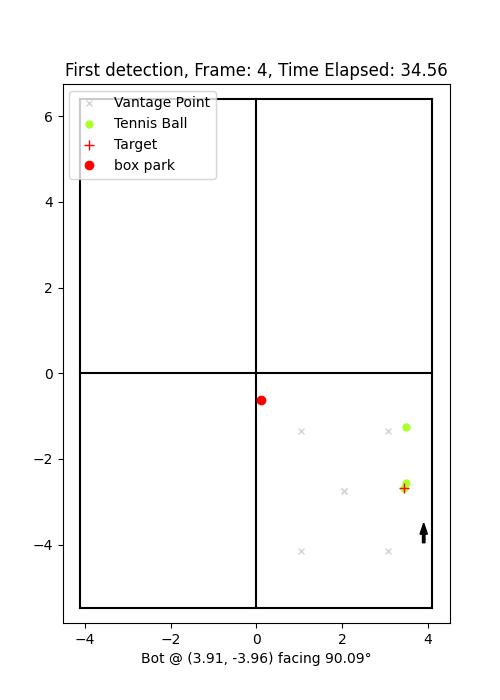 First detection, Frame: 4, Time Elapsed: 34.56
Vantage Point
Tennis Ball
Target
box park
6
4
2
0
−2
−4
−4
−2
0
2
4
Bot @ (3.91, -3.96) facing 90.09°